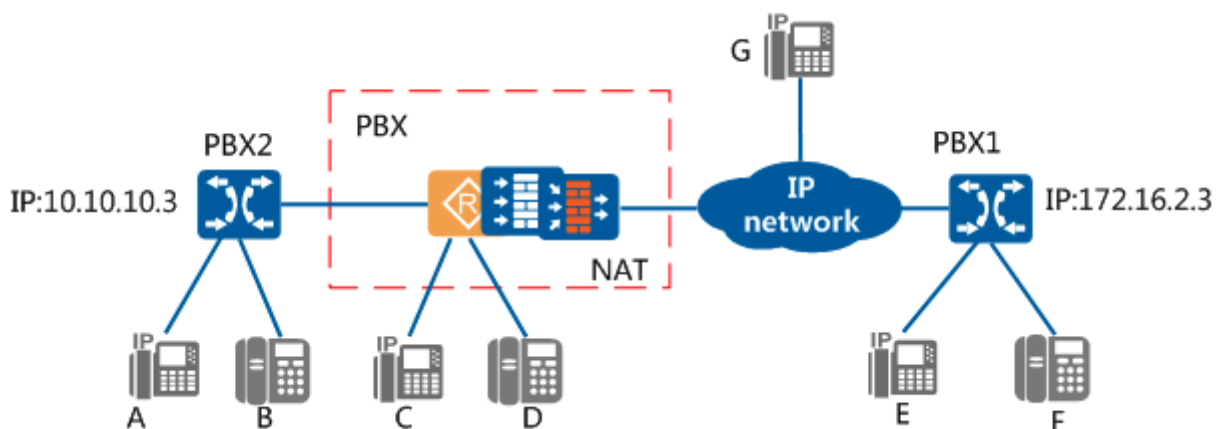 IP
G
PBX
PBX2
PBX1
IP:10.10.10.3
R
IP
network
IP:172.16.2.3
NAT
IP
IP
IP
A
B
C
D
E
F